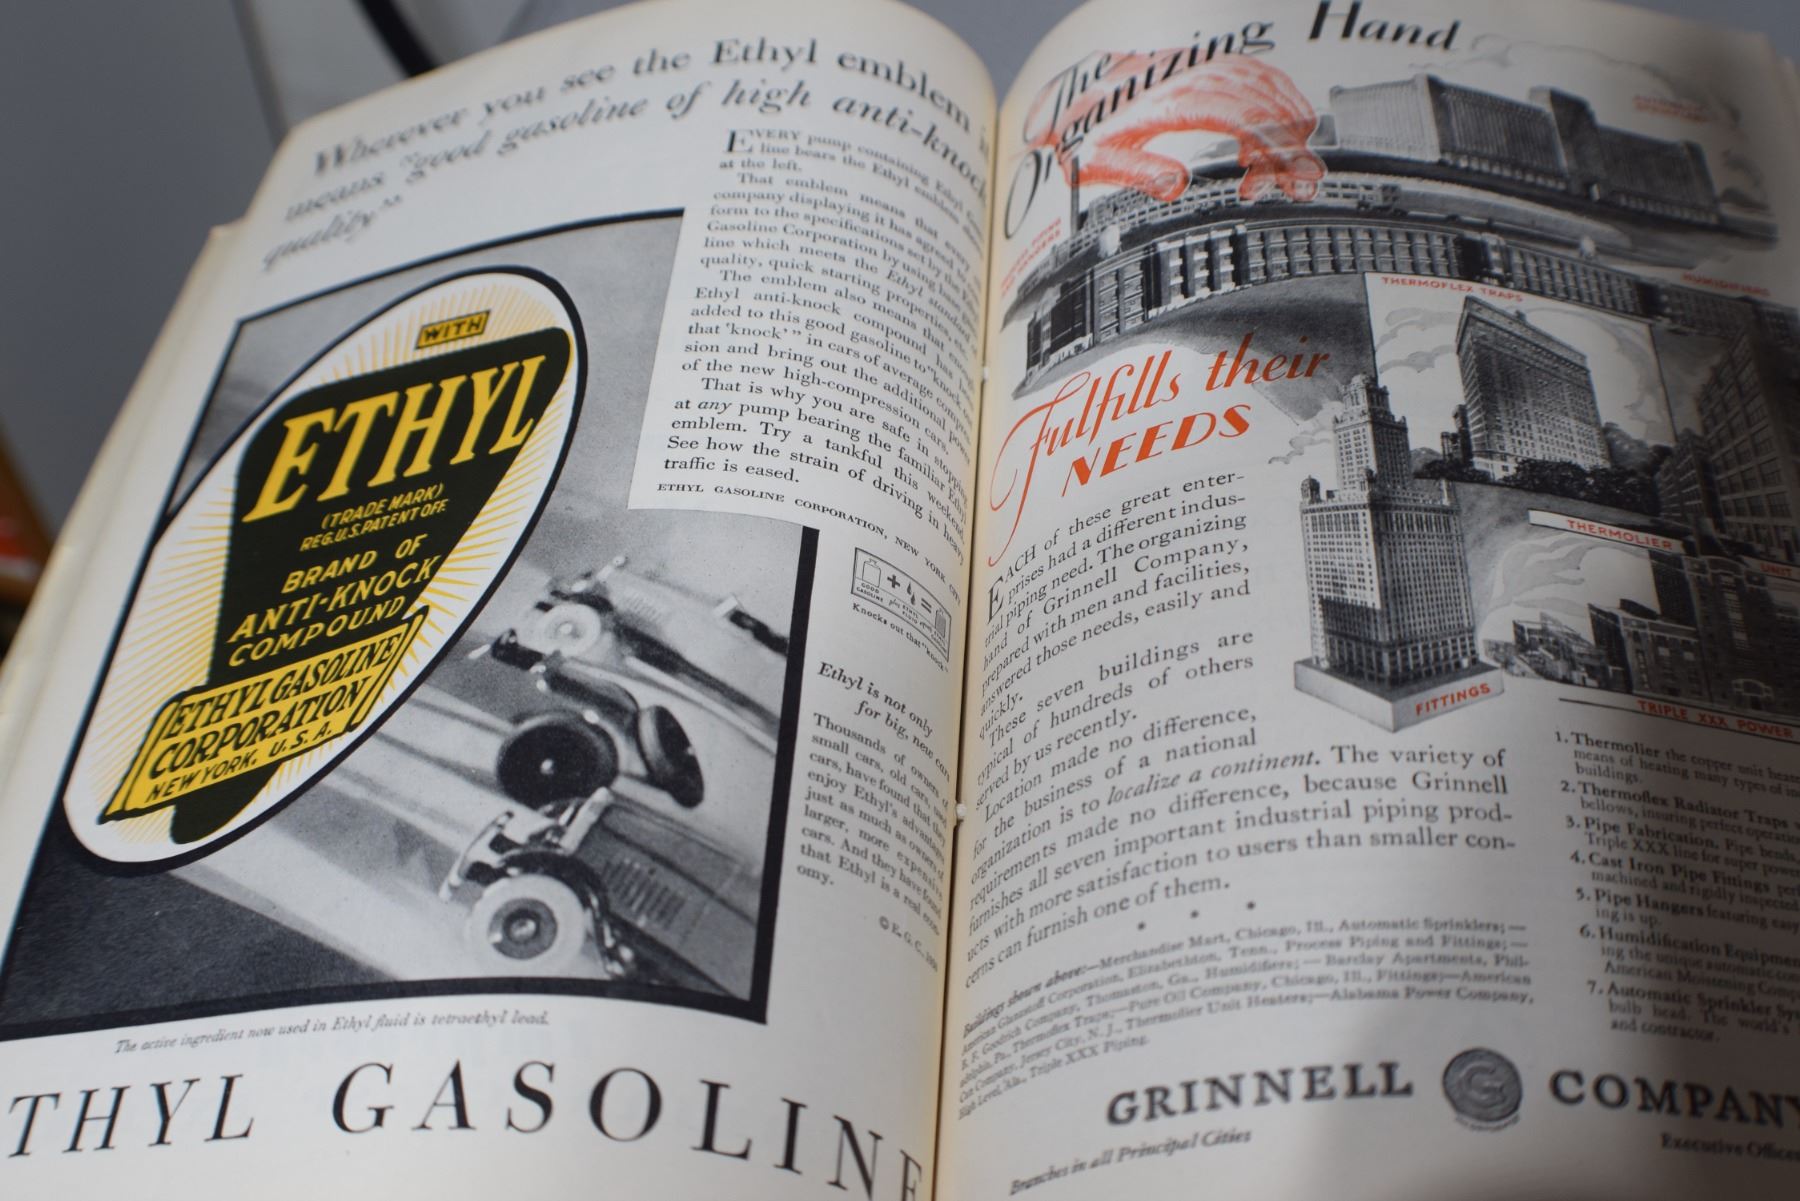 Wherever you see the Ethyl emblem
means "good gasoline of high anti-knock
quality"
WITH
ETHYL
(TRADE MARK)
REG.U.S.PATENT OFF.
BRAND OF
ANTI-KNOCK
COMPOUND
ETHYL GASOLINE
CORPORATION
NEW YORK, U.S.A.
EVERY pump containing Ethyl
line bears the Ethyl emblem
at the left.
That emblem means that every
company displaying it has agreed to
form to the specifications set by the Ethyl
Gasoline Corporation by using base
line which meets the Ethyl standard of
quality, quick starting properties, etc.
The emblem also means that enough
Ethyl anti-knock compound has been
added to this good gasoline to "knock out
that 'knock'" in cars of average compres-
sion and bring out the additional power
of the new high-compression cars.
That is why you are safe in stopping
at any pump bearing the familiar Ethyl
emblem. Try a tankful this weekend.
See how the strain of driving in heavy
traffic is eased.
ETHYL GASOLINE CORPORATION, NEW YORK CITY
GOOD GASOLINE + plus ETHYL FLUID =
Knocks out that "knock"
Ethyl is not only
for big, new cars
Thousands of owners of
small cars, old cars, used
cars, have found that they
enjoy Ethyl's advantages
just as much as owners of
larger, more expensive
cars. And they have found
that Ethyl is a real econ-
omy.
© E. G. C.,
The active ingredient now used in Ethyl fluid is tetraethyl lead.
THYL GASOLINE
The
Organizing Hand
THERMOFLEX TRAPS
HUMIDIFIERS
Fulfills their
NEEDS
THERMOLIER
UNIT
FITTINGS
TRIPLE XXX POWER
EACH of these great enter-
prises had a different indus-
trial piping need. The organizing
hand of Grinnell Company,
prepared with men and facilities,
answered those needs, easily and
quickly.
These seven buildings are
typical of hundreds of others
served by us recently.
Location made no difference,
for the business of a national
organization is to localize a continent. The variety of
requirements made no difference, because Grinnell
furnishes all seven important industrial piping prod-
ucts with more satisfaction to users than smaller con-
cerns can furnish one of them.
* * *
Buildings shown above:—Merchandise Mart, Chicago, Ill., Automatic Sprinklers;—
American Glanzstoff Corporation, Elizabethton, Tenn., Process Piping and Fittings;—
B. F. Goodrich Company, Thomaston, Ga., Humidifiers;—Barclay Apartments, Phil-
adelphia, Pa., Thermoflex Traps;—Pure Oil Company, Chicago, Ill., Fittings;—American
Can Company, Jersey City, N. J., Thermolier Unit Heaters;—Alabama Power Company,
High Level, Ala., Triple XXX Piping.
1. Thermolier the copper unit heater
means of heating many types of
buildings.
2. Thermoflex Radiator Traps
bellows, insuring perfect operation
3. Pipe Fabrication. Pipe bends,
Triple XXX line for super power
4. Cast Iron Pipe Fittings
machined and rigidly inspected
5. Pipe Hangers featuring easy
ing is up.
6. Humidification Equipment
ing the unique automatic
American Moistening
7. Automatic Sprinkler
bulb head. The world's
and contractor.
GRINNELL COMPANY
Branches in all Principal Cities
Executive Offices